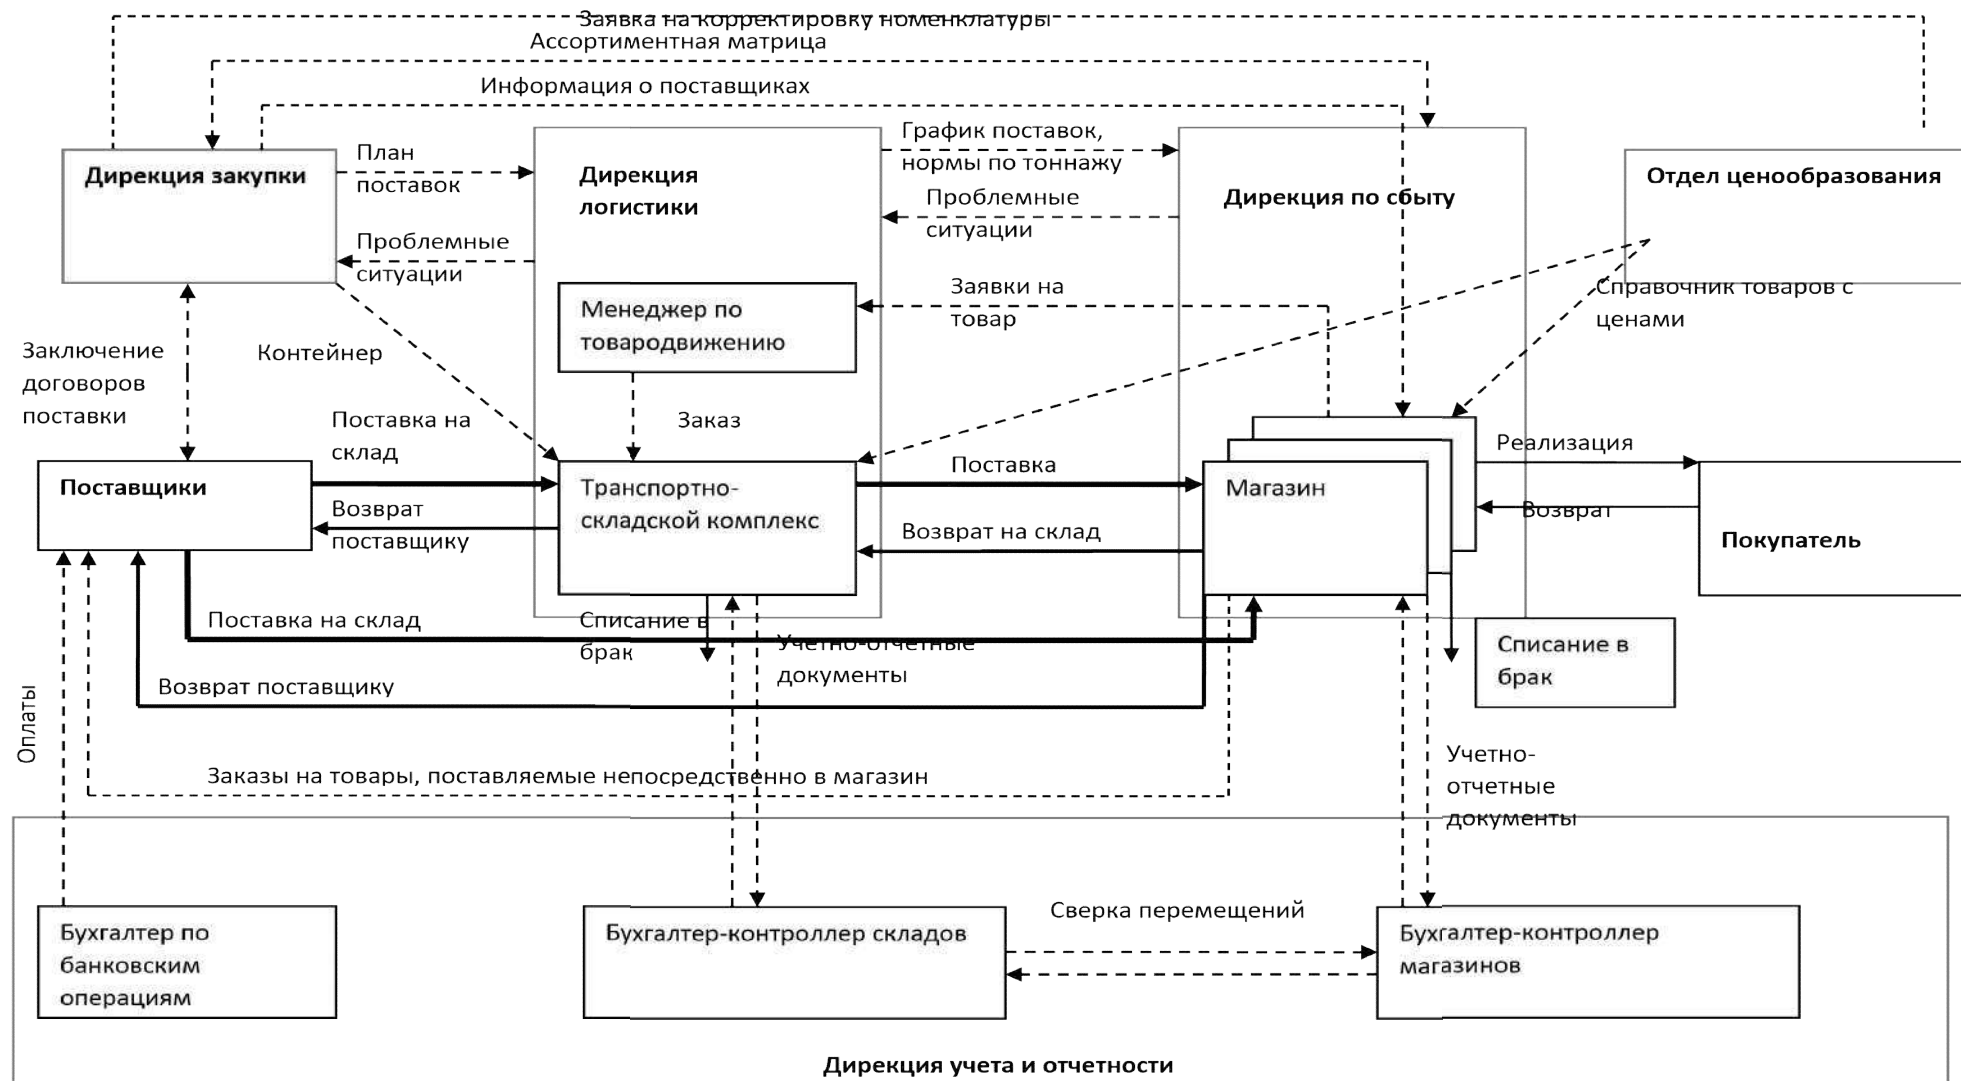 Заявка на корректировку номенклатуры
Ассортиментная матрица
Информация о поставщиках
Дирекция закупки
План
поставок
Проблемные
ситуации
Дирекция
логистики
График поставок,
нормы по тоннажу
Проблемные
ситуации
Дирекция по сбыту
Отдел ценообразования
Менеджер по
товародвижению
Заявки на
товар
Справочник товаров с
ценами
Заключение
договоров
поставки
Контейнер
Заказ
Поставка на
склад
Поставщики
Возврат
поставщику
Транспортно-
складской комплекс
Поставка
Возврат на склад
Магазин
Реализация
Возврат
Покупатель
Поставка на склад
Списание в
брак
Учетно-отчетные
документы
Списание в
брак
Возврат поставщику
Оплаты
Заказы на товары, поставляемые непосредственно в магазин
Учетно-
отчетные
документы
Бухгалтер по
банковским
операциям
Бухгалтер-контроллер складов
Сверка перемещений
Бухгалтер-контроллер
магазинов
Дирекция учета и отчетности